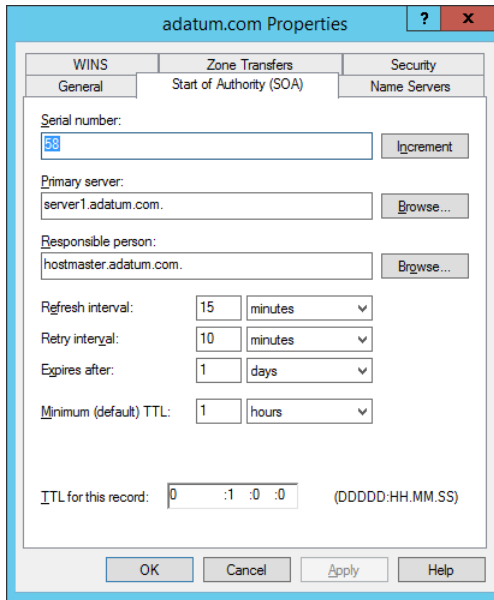 adatum.com Properties
? x
WINS Zone Transfers Security
General Start of Authority (SOA) Name Servers
Serial number:
58 Increment
Primary server:
server1.adatum.com. Browse...
Responsible person:
hostmaster.adatum.com. Browse...
Refresh interval: 15 minutes
Retry interval: 10 minutes
Expires after: 1 days
Minimum (default) TTL: 1 hours
TTL for this record: 0 :1 :0 :0 (DDDDD:HH.MM.SS)
OK Cancel Apply Help